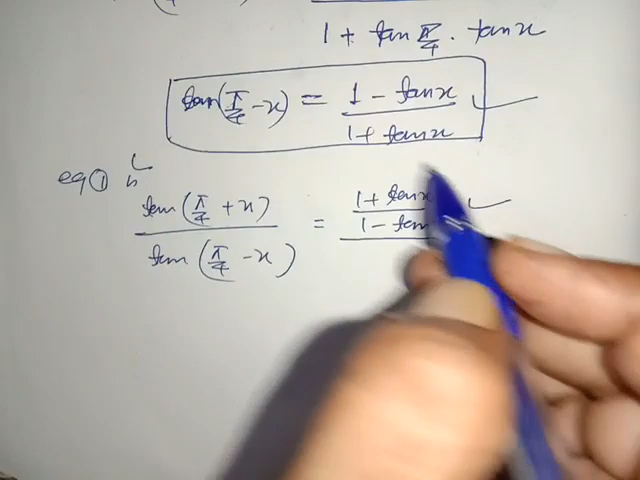 1 + tan π/4 . tan x
tan(π/4 - x) = (1 - tan x)/(1 + tan x)
eq ①
tan(π/4 + x)/tan(π/4 - x) = (1 + tan x)/(1 - tan